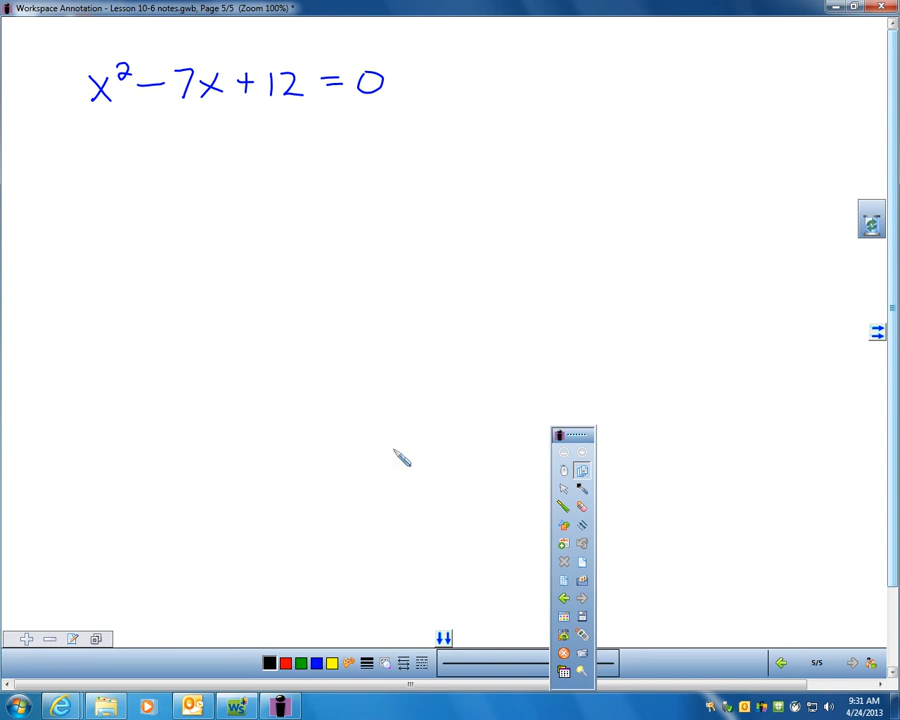 Workspace Annotation - Lesson 10-6 notes.gwb, Page 5/5 (Zoom 100%) *
x² − 7x + 12 = 0
5/5
9:31 AM
4/24/2013